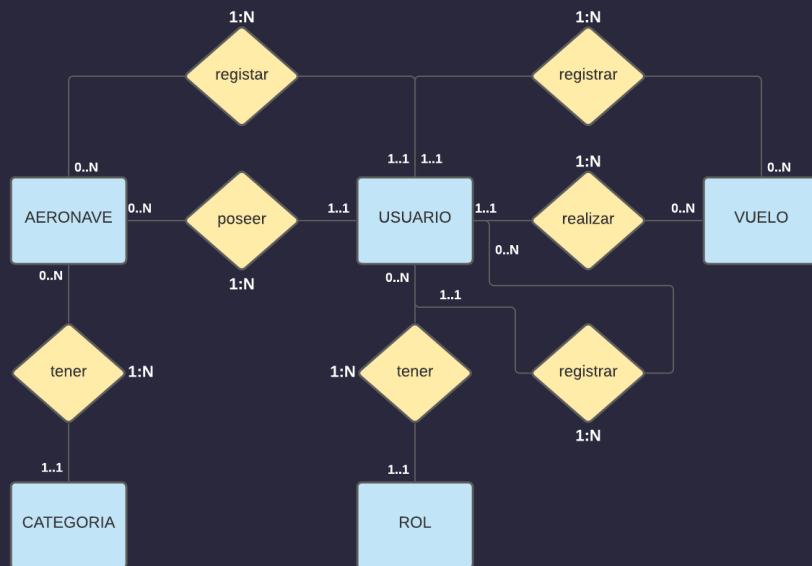 1:N
1:N
registar
registrar
1..1
1..1
0..N
0..N
1:N
0..N
1..1
1..1
0..N
AERONAVE
poseer
USUARIO
realizar
VUELO
0..N
0..N
0..N
1:N
1..1
tener
1:N
1:N
tener
registrar
1:N
1..1
1..1
CATEGORIA
ROL